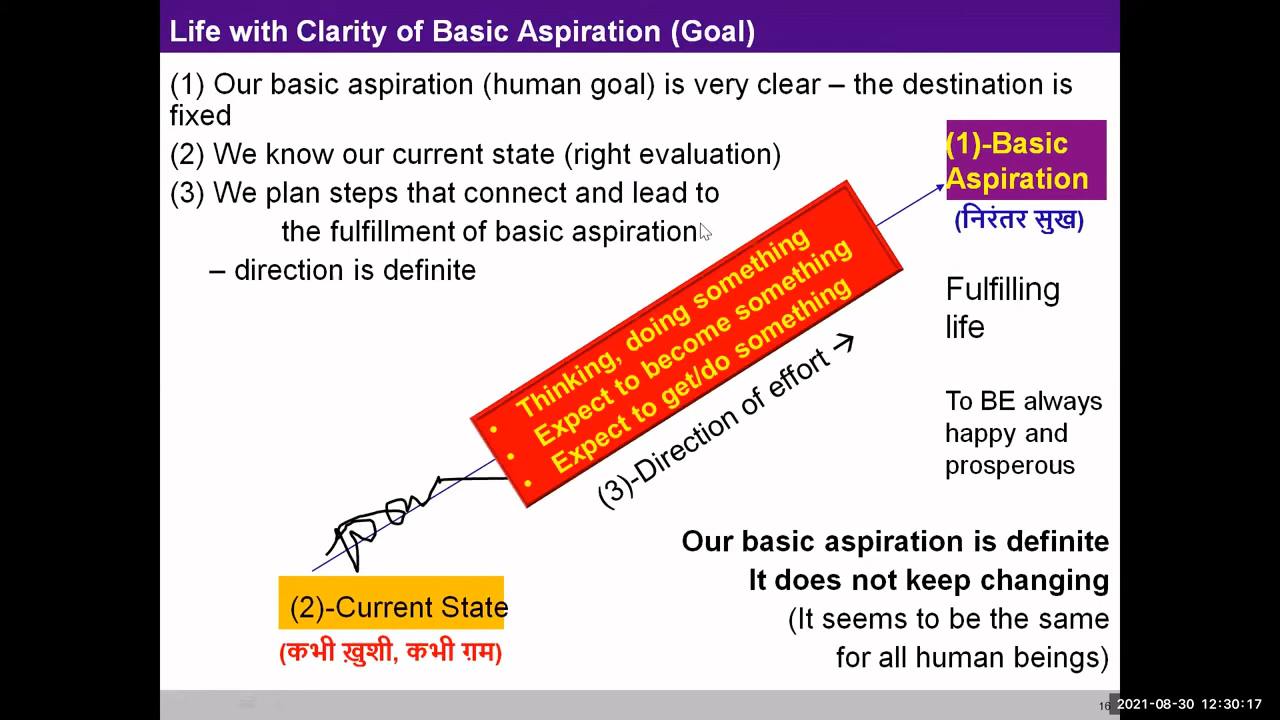 Life with Clarity of Basic Aspiration (Goal)
(1) Our basic aspiration (human goal) is very clear – the destination is
fixed
(2) We know our current state (right evaluation)
(3) We plan steps that connect and lead to
the fulfillment of basic aspiration
– direction is definite
(1)-Basic
Aspiration
(निरंतर सुख)
Fulfilling
life
To BE always
happy and
prosperous
• Thinking, doing something
• Expect to become something
• Expect to get/do something
(3)-Direction of effort →
(2)-Current State
(कभी ख़ुशी, कभी ग़म)
Our basic aspiration is definite
It does not keep changing
(It seems to be the same
for all human beings)
16
2021-08-30 12:30:17